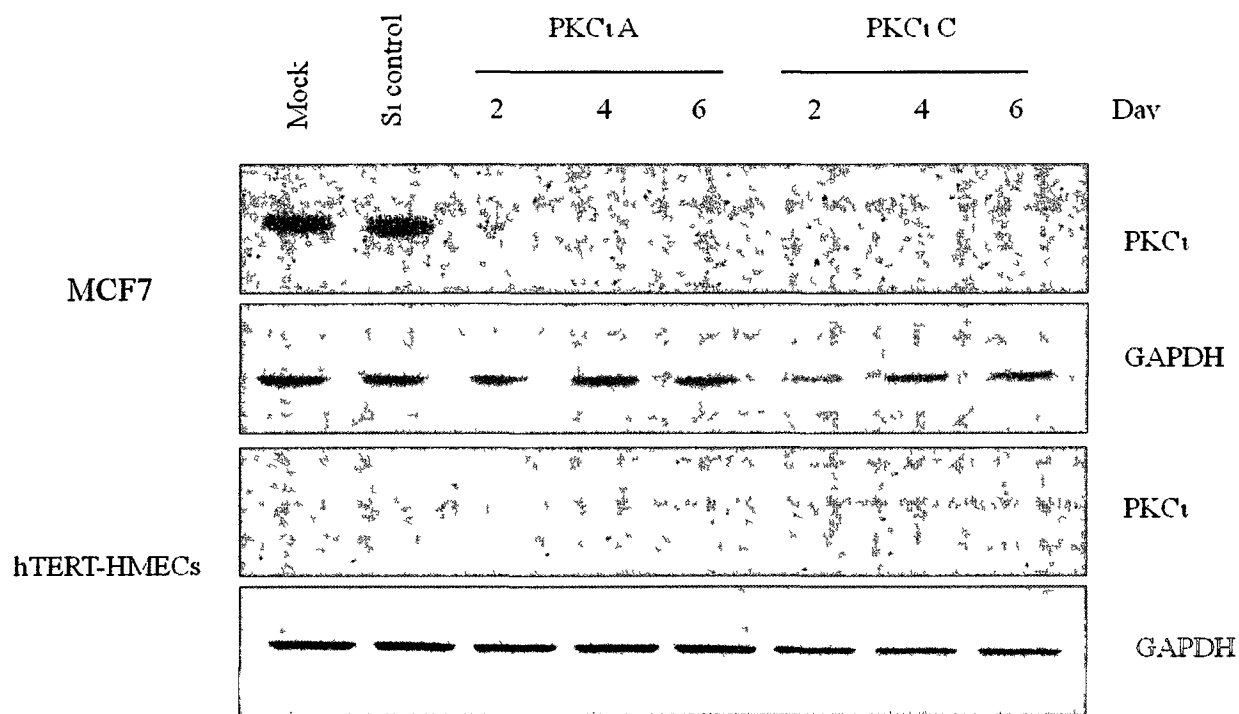 PKCι A PKCι C
Mock Si control 2 4 6 2 4 6 Day
PKCι
MCF7
GAPDH
PKCι
hTERT-HMECs
GAPDH